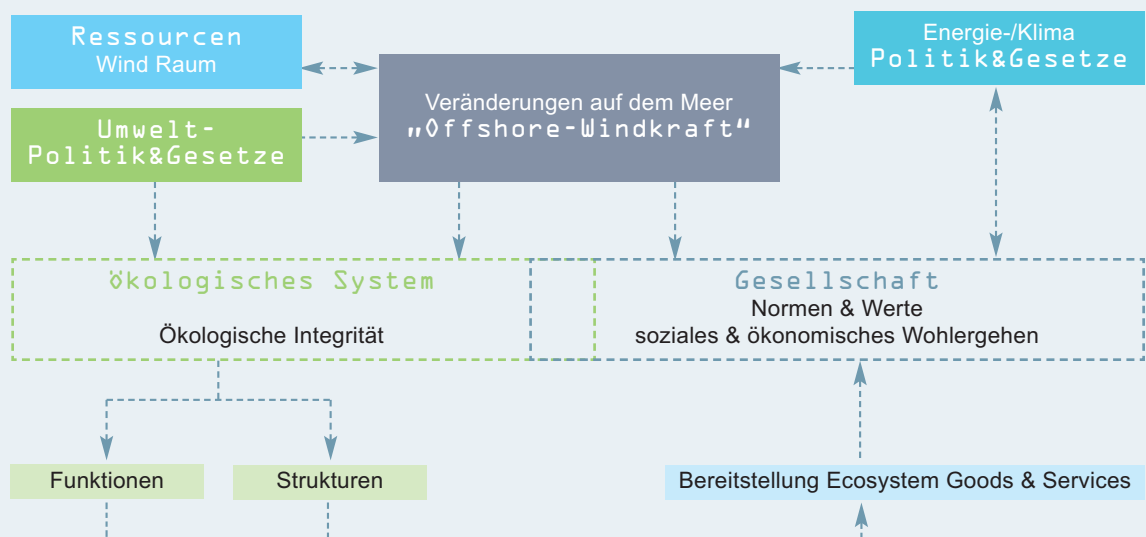 Ressourcen
Wind Raum
Energie-/Klima
Politik&Gesetze
Veränderungen auf dem Meer
„Offshore-Windkraft“
Umwelt-
Politik&Gesetze
Ökologisches System
Ökologische Integrität
Gesellschaft
Normen & Werte
soziales & ökonomisches Wohlergehen
Funktionen
Strukturen
Bereitstellung Ecosystem Goods & Services